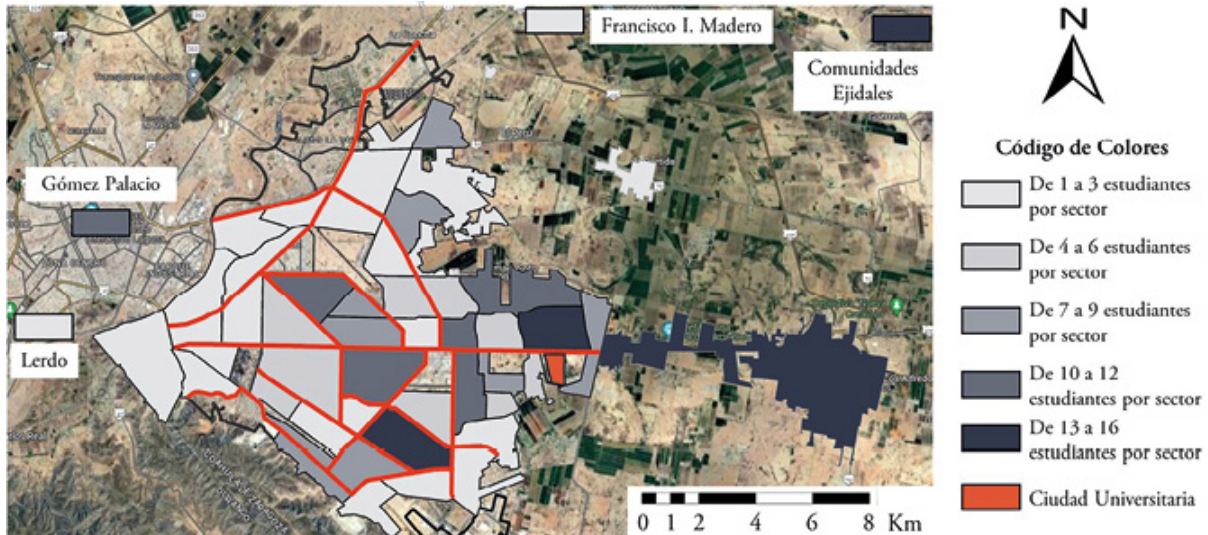 Francisco I. Madero
Comunidades
Ejidales
Gómez Palacio
Lerdo
N
Código de Colores
De 1 a 3 estudiantes
por sector
De 4 a 6 estudiantes
por sector
De 7 a 9 estudiantes
por sector
De 10 a 12
estudiantes por sector
De 13 a 16
estudiantes por sector
Ciudad Universitaria
0 1 2 4 6 8 Km